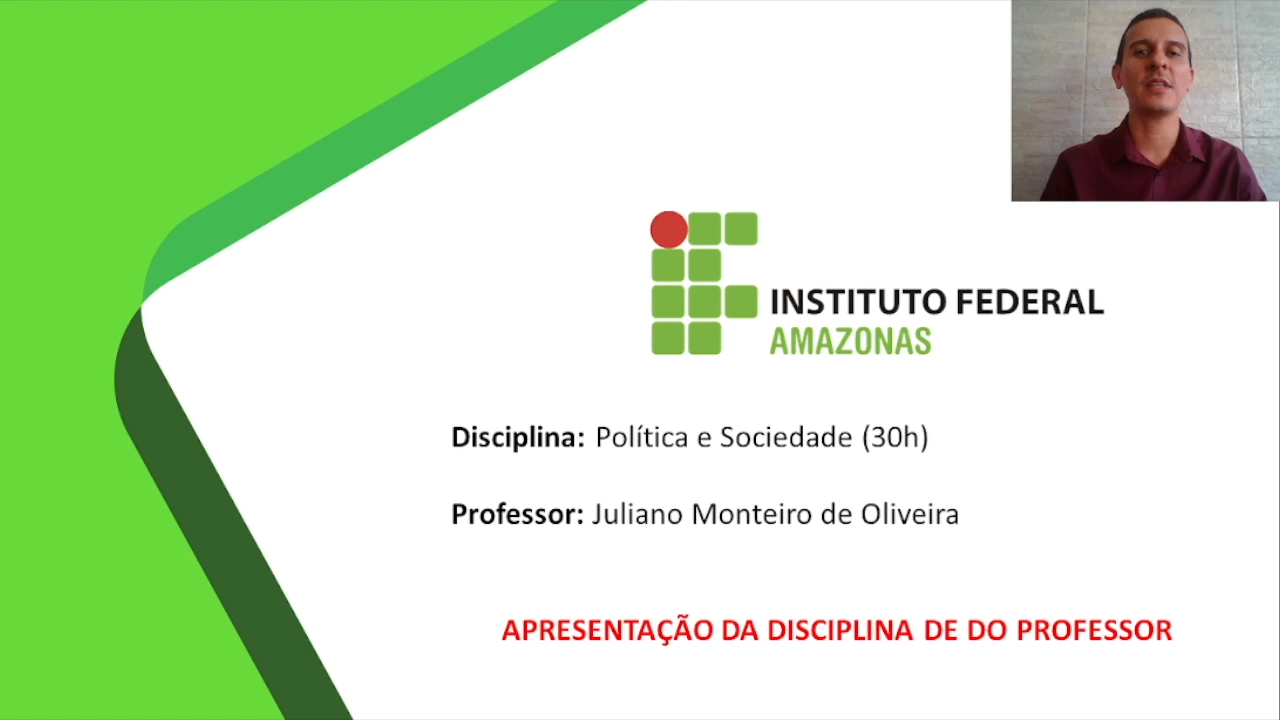 INSTITUTO FEDERAL
AMAZONAS
Disciplina: Política e Sociedade (30h)
Professor: Juliano Monteiro de Oliveira
APRESENTAÇÃO DA DISCIPLINA DE DO PROFESSOR